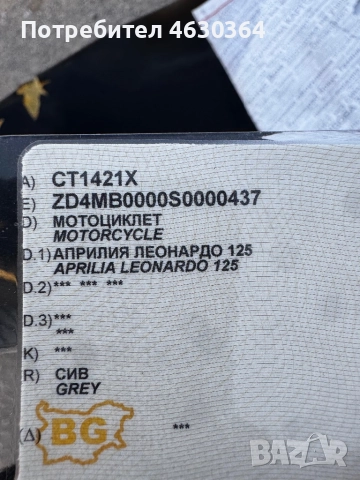 Потребител 4630364
A) CT1421X
E) ZD4MB0000S0000437
D) МОТОЦИКЛЕТ
MOTORCYCLE
D.1) АПРИЛИЯ ЛЕОНАРДО 125
APRILIA LEONARDO 125
D.2) *** *** ***
D.3) ***
***
K) ***
R) СИВ
GREY
(Δ) BG ***
BAZAR